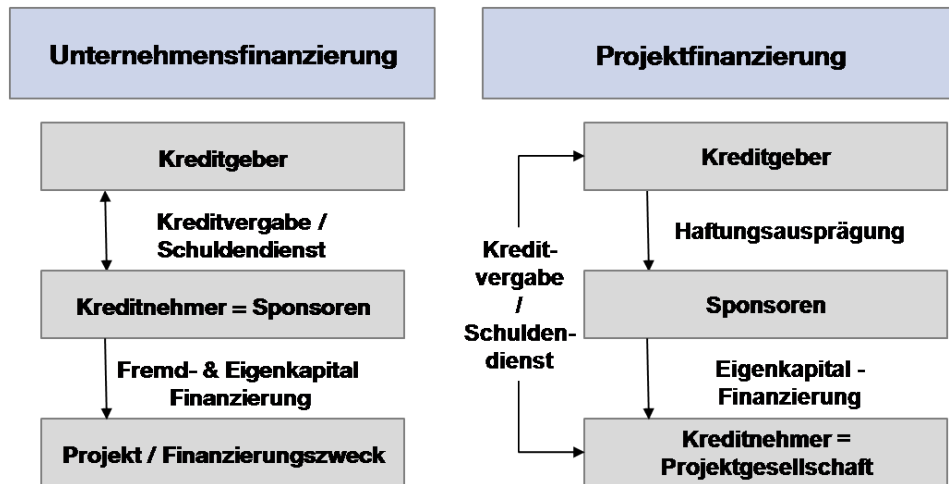 Unternehmensfinanzierung
Kreditgeber
Kreditvergabe /
Schuldendienst
Kreditnehmer = Sponsoren
Fremd- & Eigenkapital
Finanzierung
Projekt / Finanzierungszweck
Projektfinanzierung
Kreditgeber
Haftungsausprägung
Kredit-
vergabe
/
Schulden-
dienst
Sponsoren
Eigenkapital -
Finanzierung
Kreditnehmer =
Projektgesellschaft